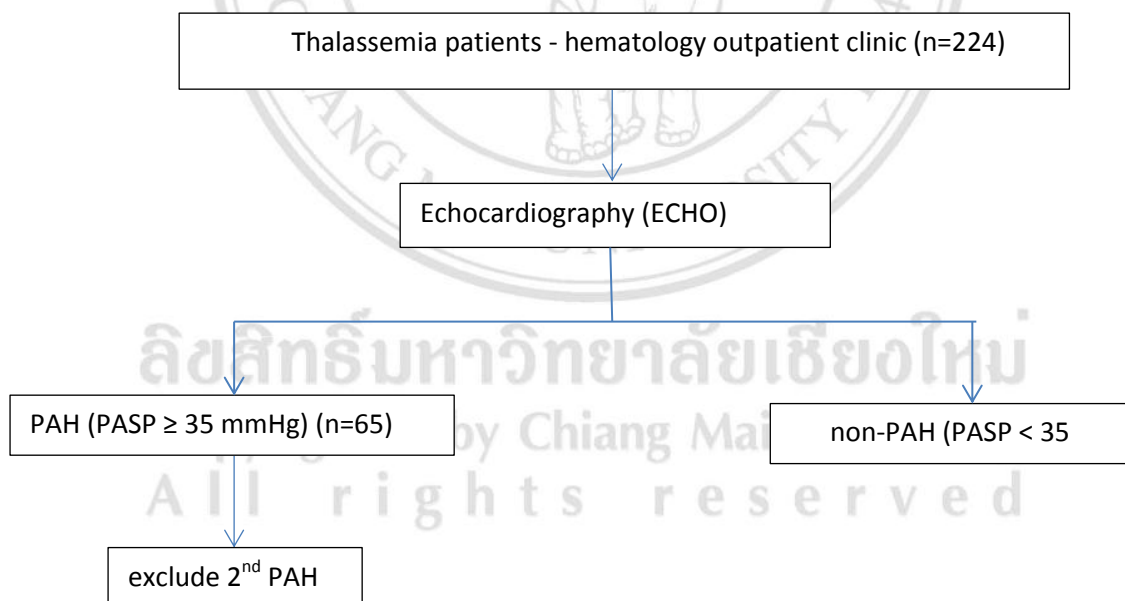 Thalassemia patients - hematology outpatient clinic (n=224)
Echocardiography (ECHO)
ลิขสิทธิ์มหาวิทยาลัยเชียงใหม่
PAH (PASP ≥ 35 mmHg) (n=65)
by Chiang Mai
non-PAH (PASP < 35
All rights reserved
exclude 2nd PAH